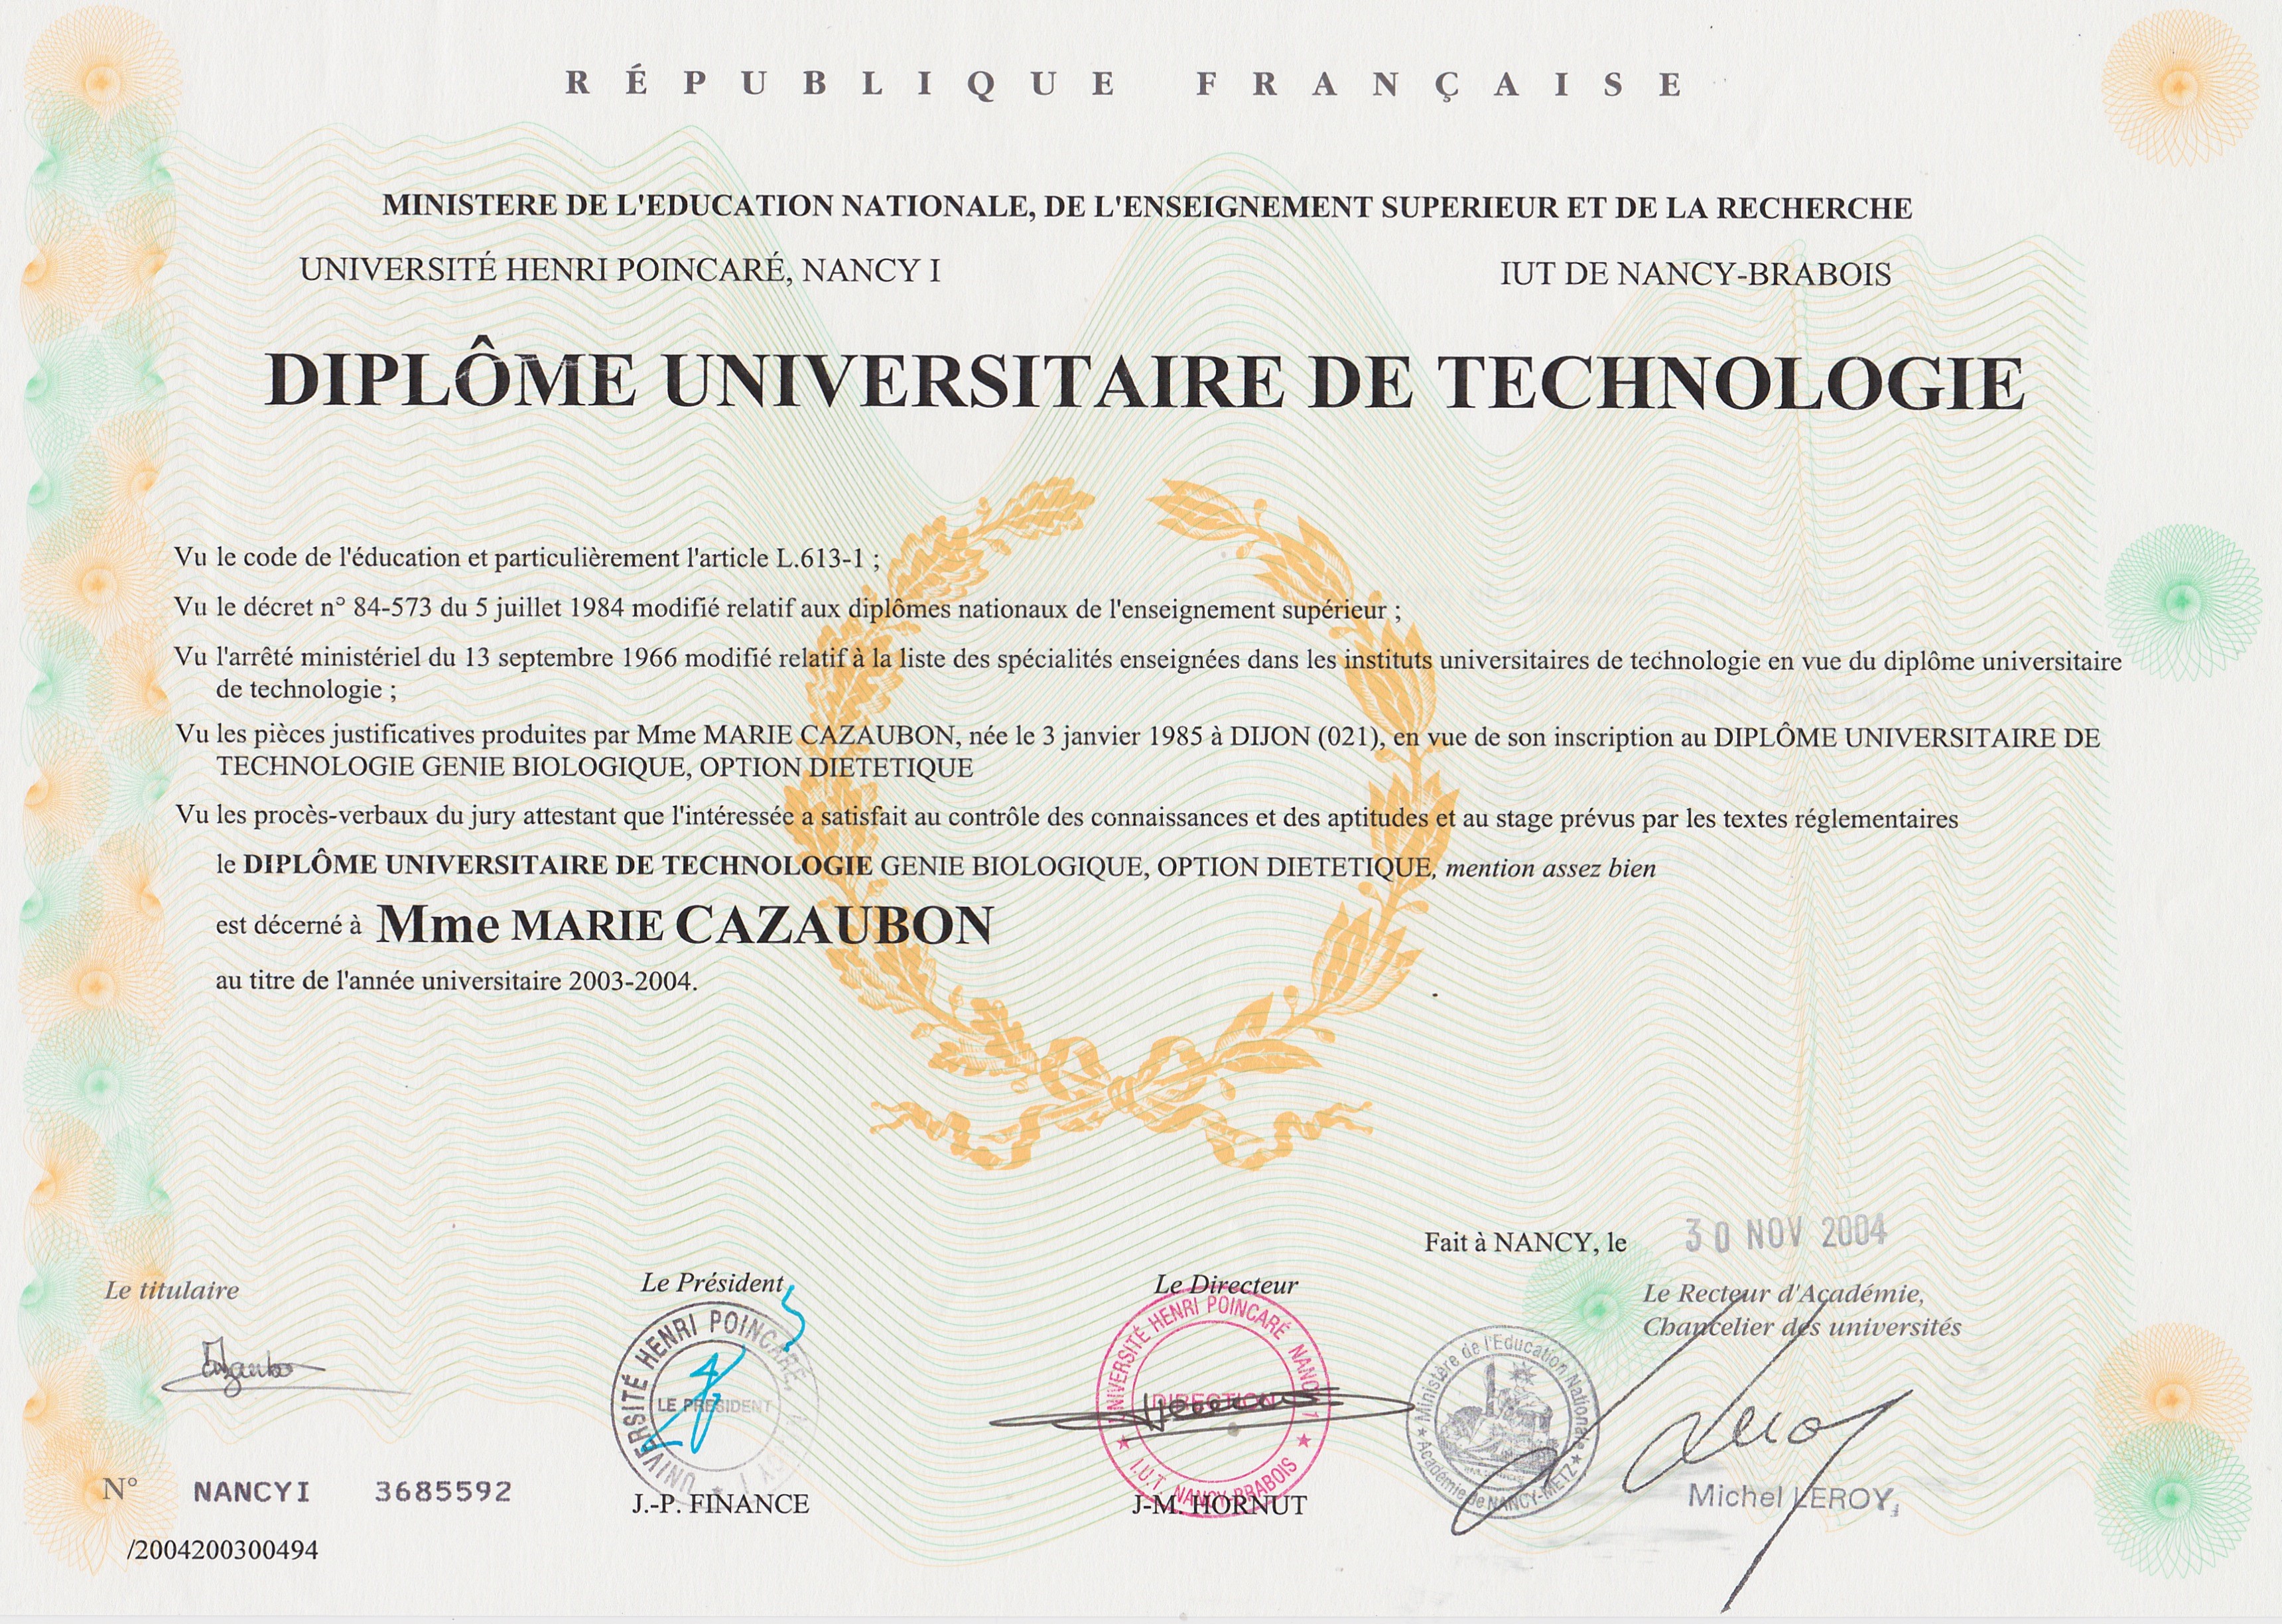 RÉPUBLIQUE FRANÇAISE
MINISTERE DE L'EDUCATION NATIONALE, DE L'ENSEIGNEMENT SUPERIEUR ET DE LA RECHERCHE
UNIVERSITÉ HENRI POINCARÉ, NANCY I
IUT DE NANCY-BRABOIS
DIPLÔME UNIVERSITAIRE DE TECHNOLOGIE
Vu le code de l'éducation et particulièrement l'article L.613-1 ;
Vu le décret n° 84-573 du 5 juillet 1984 modifié relatif aux diplômes nationaux de l'enseignement supérieur ;
Vu l'arrêté ministériel du 13 septembre 1966 modifié relatif à la liste des spécialités enseignées dans les instituts universitaires de technologie en vue du diplôme universitaire
de technologie ;
Vu les pièces justificatives produites par Mme MARIE CAZAUBON, née le 3 janvier 1985 à DIJON (021), en vue de son inscription au DIPLÔME UNIVERSITAIRE DE
TECHNOLOGIE GENIE BIOLOGIQUE, OPTION DIETETIQUE
Vu les procès-verbaux du jury attestant que l'intéressée a satisfait au contrôle des connaissances et des aptitudes et au stage prévus par les textes réglementaires
le DIPLÔME UNIVERSITAIRE DE TECHNOLOGIE GENIE BIOLOGIQUE, OPTION DIETETIQUE, mention assez bien
est décerné à Mme MARIE CAZAUBON
au titre de l'année universitaire 2003-2004.
Fait à NANCY, le 30 NOV 2004
Le titulaire
Le Président
Le Directeur
Le Recteur d'Académie,
Chancelier des universités
UNIVERSITÉ HENRI POINCARÉ, NANCY I
LE PRESIDENT
UNIVERSITÉ HENRI POINCARÉ NANCY 1
DIRECTION
I.U.T. NANCY-BRABOIS
Ministère de l'Education Nationale
Académie de NANCY-METZ
J.-P. FINANCE
J-M. HORNUT
Michel LEROY
N° NANCYI 3685592
/2004200300494